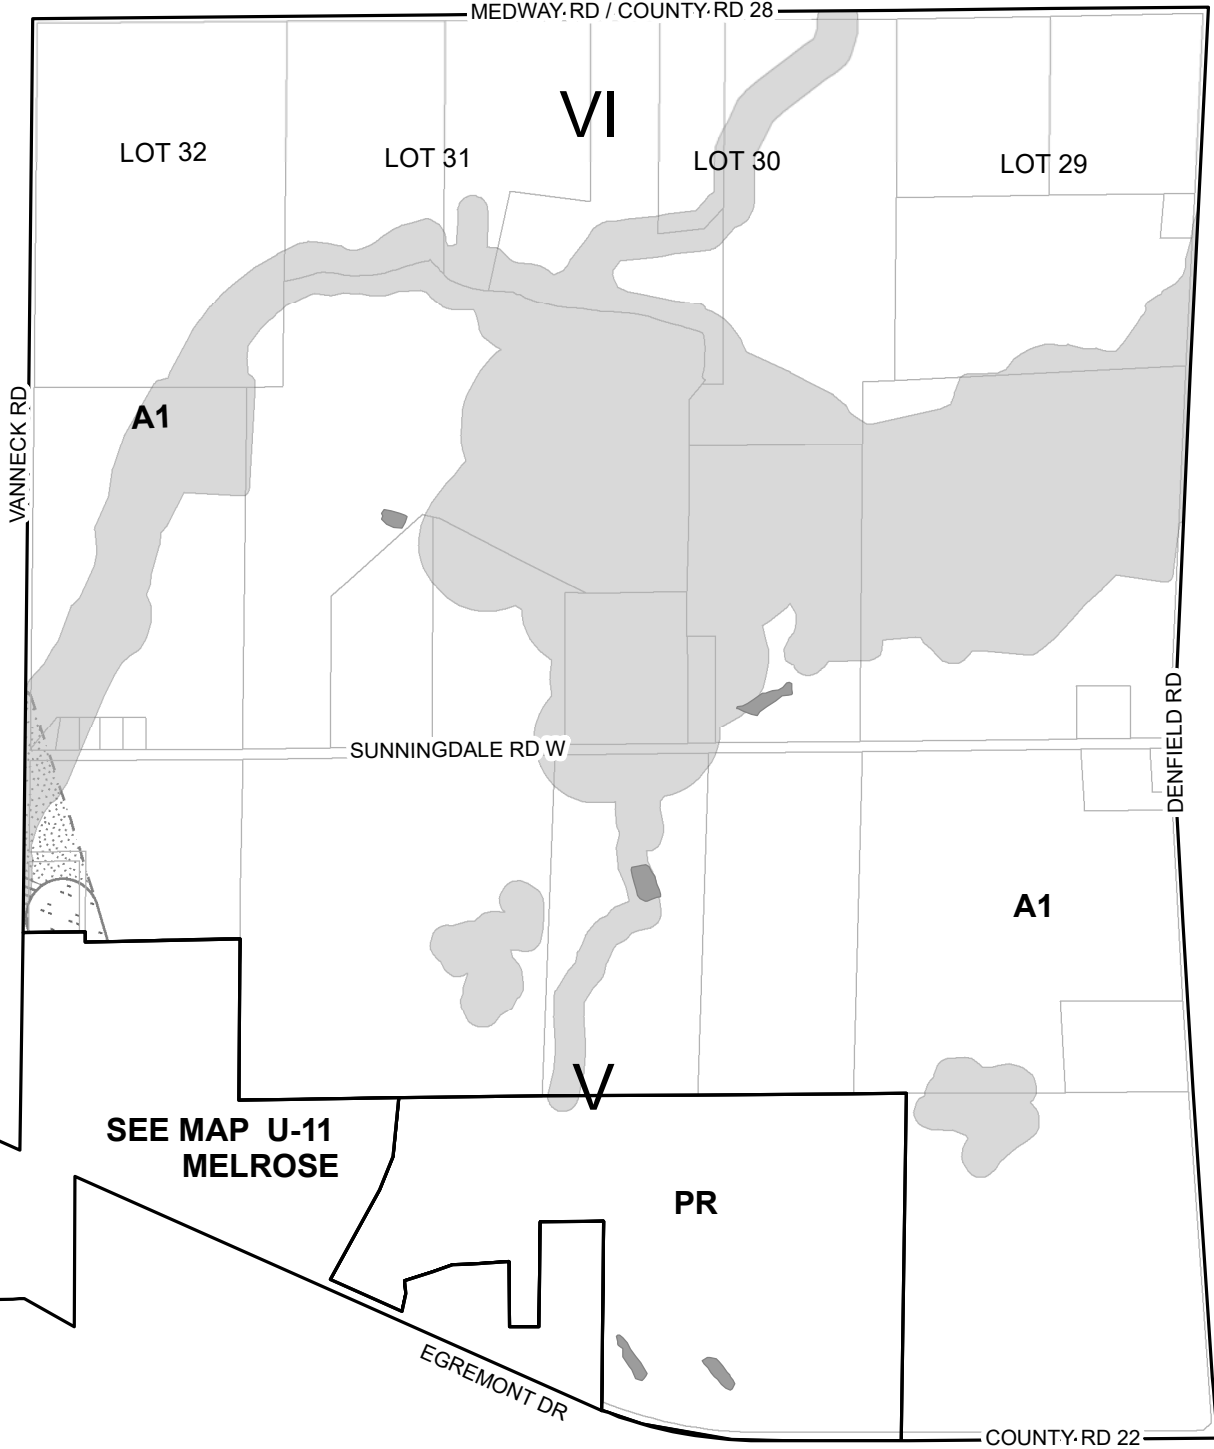 MEDWAY RD / COUNTY RD 28
VI
LOT 32
LOT 31
LOT 30
LOT 29
VANNECK RD
A1
SUNNINGDALE RD W
DENFIELD RD
A1
V
SEE MAP U-11
MELROSE
PR
EGREMONT DR
COUNTY RD 22